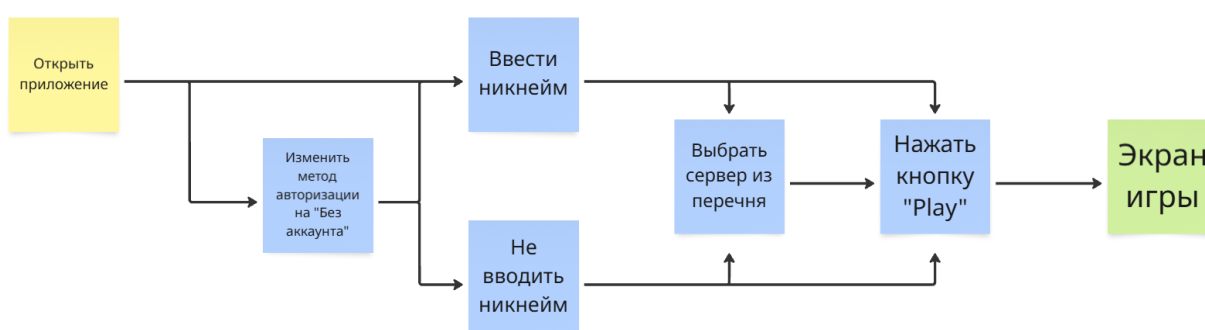 Открыть
приложение
Изменить
метод
авторизации
на "Без
аккаунта"
Ввести
никнейм
Не
вводить
никнейм
Выбрать
сервер из
перечня
Нажать
кнопку
"Play"
Экран
игры